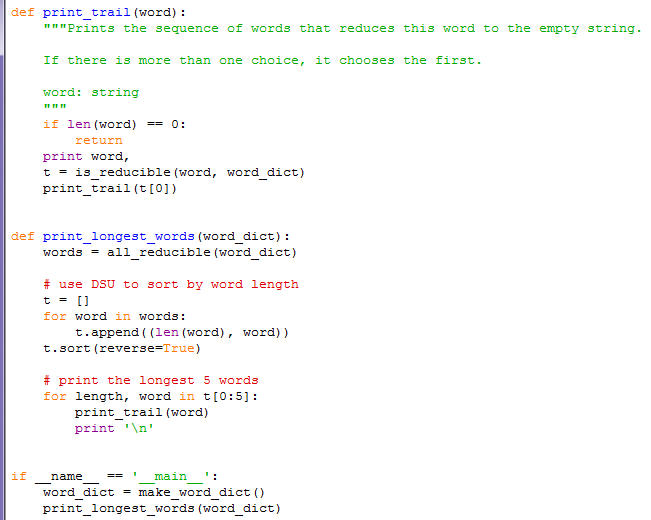 def print_trail(word):
    """Prints the sequence of words that reduces this word to the empty string.

    If there is more than one choice, it chooses the first.

    word: string
    """
    if len(word) == 0:
        return
    print word,
    t = is_reducible(word, word_dict)
    print_trail(t[0])


def print_longest_words(word_dict):
    words = all_reducible(word_dict)

    # use DSU to sort by word length
    t = []
    for word in words:
        t.append((len(word), word))
    t.sort(reverse=True)

    # print the longest 5 words
    for length, word in t[0:5]:
        print_trail(word)
        print '\n'


if __name__ == '__main__':
    word_dict = make_word_dict()
    print_longest_words(word_dict)